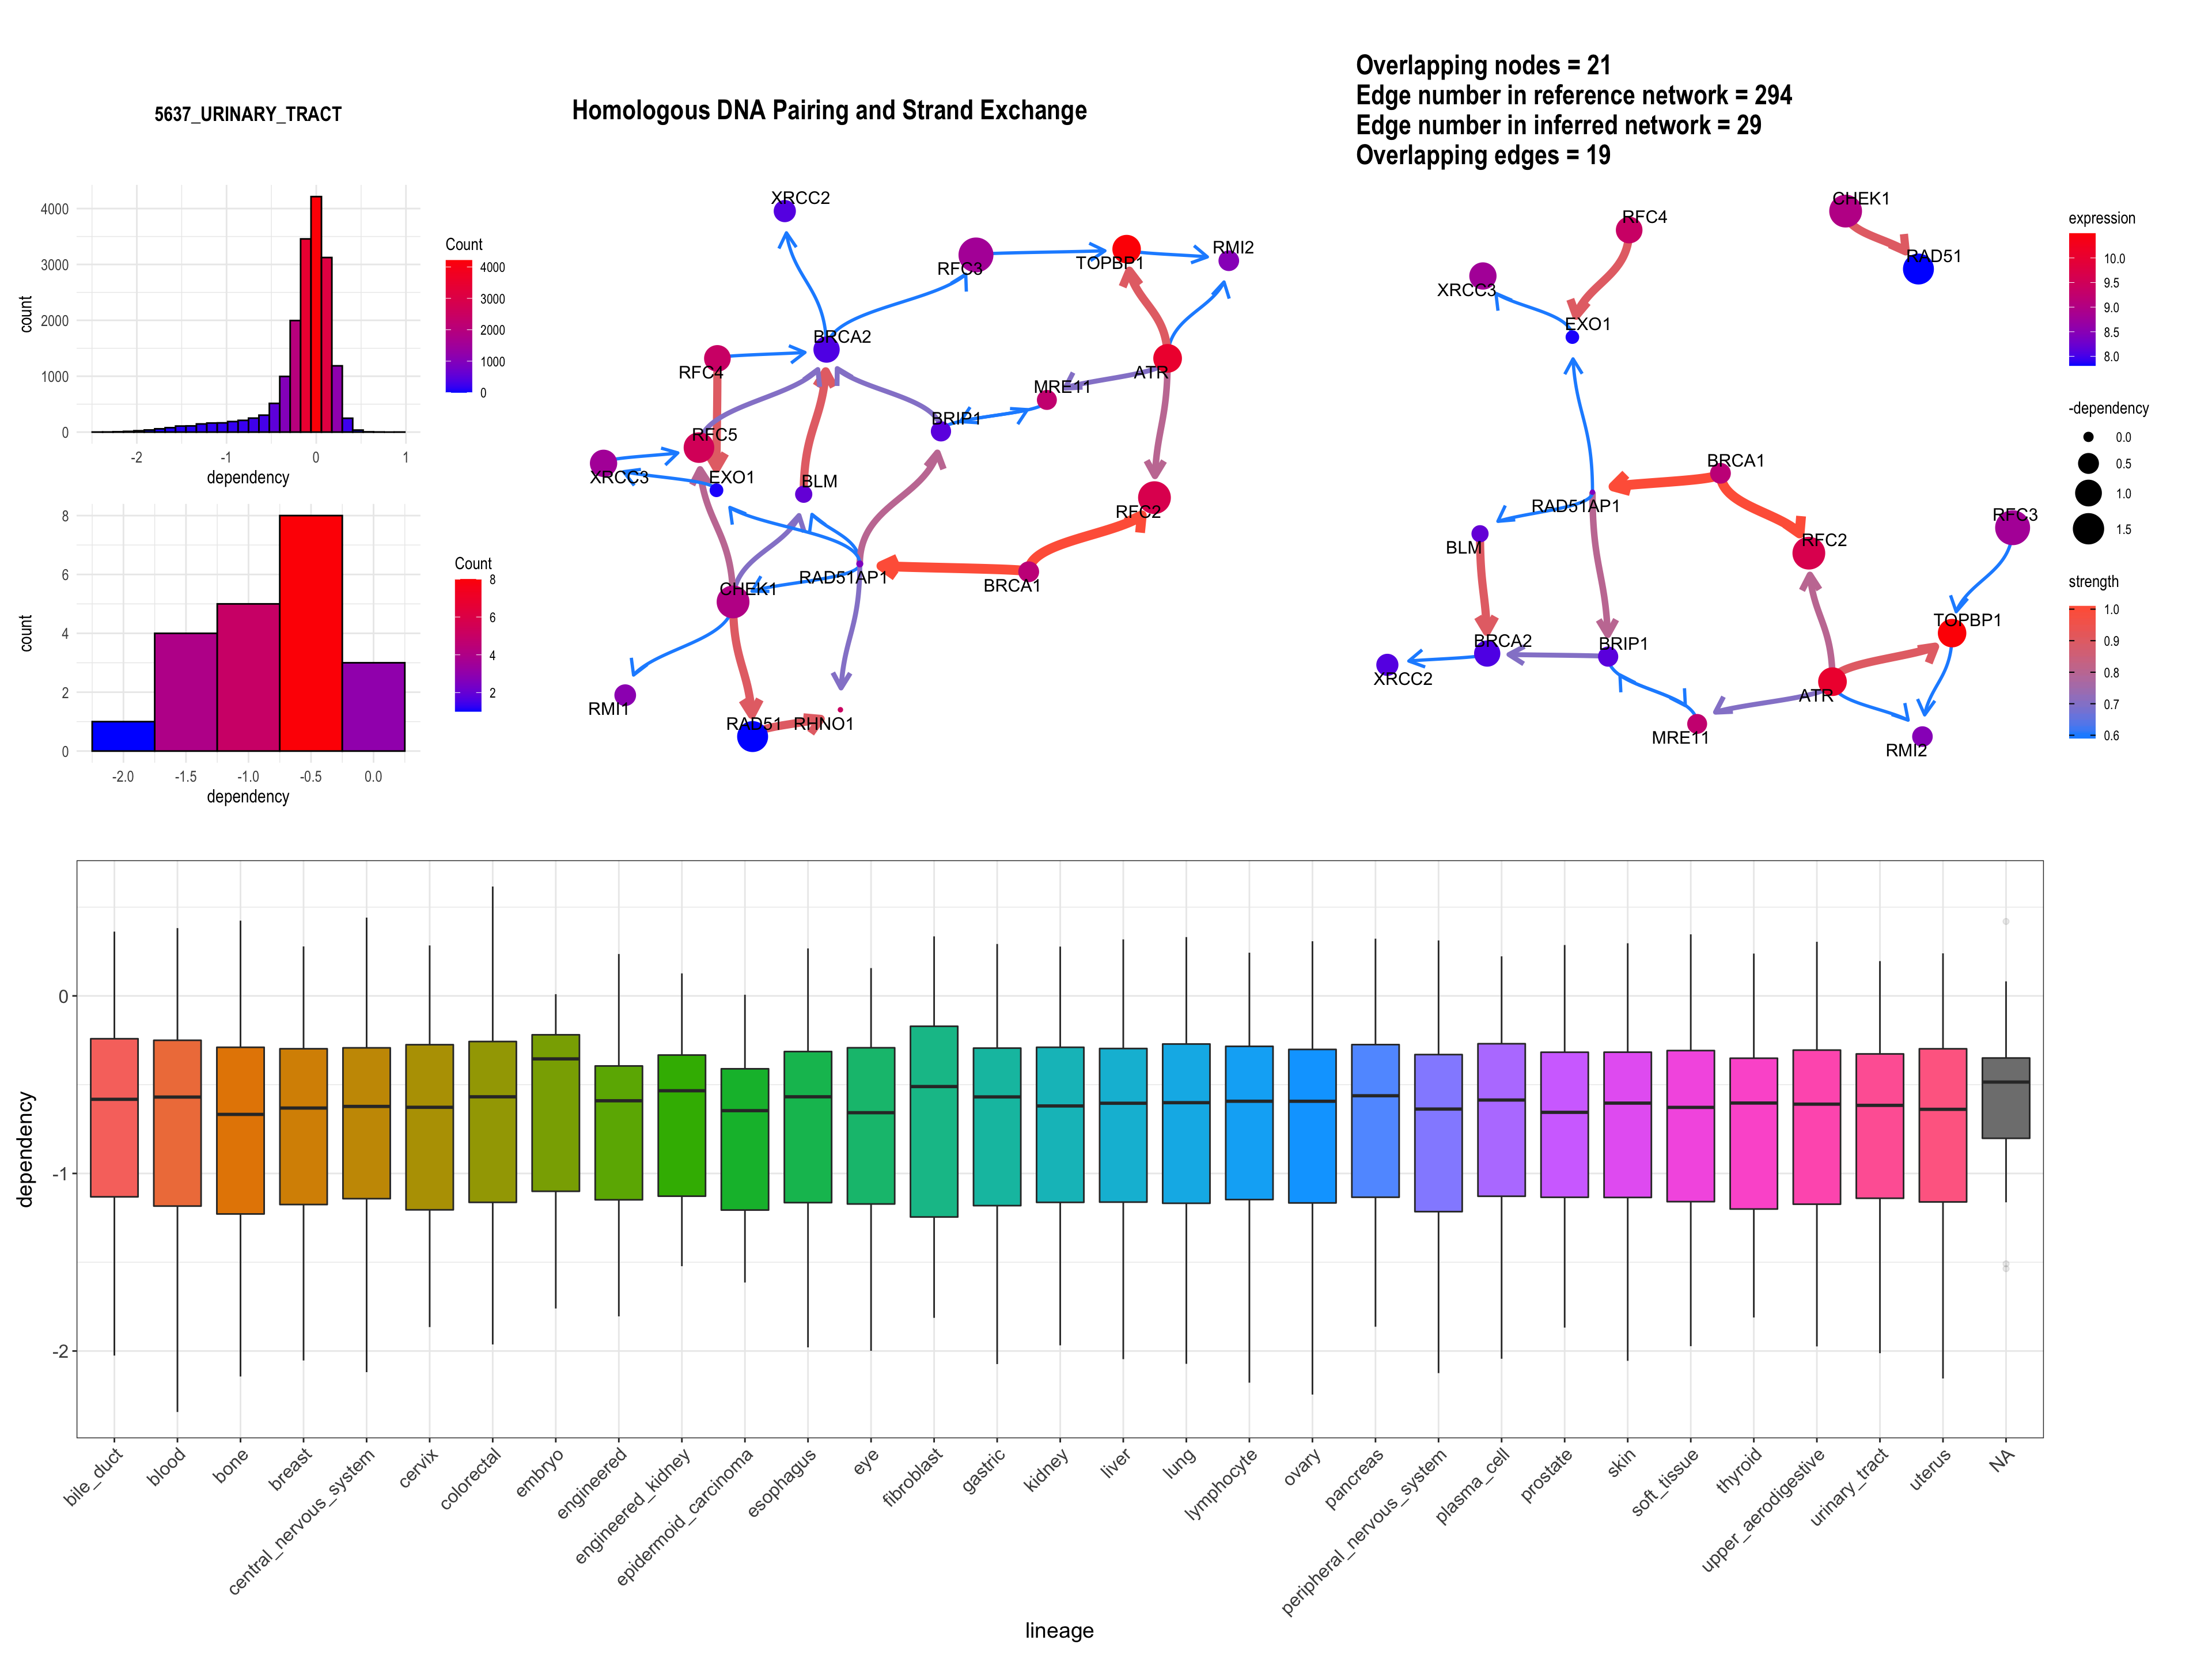 5637_URINARY_TRACT
count
4000
3000
2000
1000
0
-2
-1
0
1
dependency
Count
4000
3000
2000
1000
0
count
8
6
4
2
0
-2.0
-1.5
-1.0
-0.5
0.0
dependency
Count
8
6
4
2
Homologous DNA Pairing and Strand Exchange
XRCC2
RFC3
TOPBP1
RMI2
BRCA2
RFC4
ATR
MRE11
BRIP1
RFC5
XRCC3
EXO1
BLM
RFC2
RAD51AP1
CHEK1
BRCA1
RMI1
RAD51
RHNO1
Overlapping nodes = 21
Edge number in reference network = 294
Edge number in inferred network = 29
Overlapping edges = 19
CHEK1
RFC4
RAD51
XRCC3
EXO1
BRCA1
RAD51AP1
RFC3
RFC2
BLM
TOPBP1
BRCA2
BRIP1
XRCC2
ATR
MRE11
RMI2
expression
10.0
9.5
9.0
8.5
8.0
-dependency
0.0
0.5
1.0
1.5
strength
1.0
0.9
0.8
0.7
0.6
dependency
0
-1
-2
bile_duct
blood
bone
breast
central_nervous_system
cervix
colorectal
embryo
engineered
engineered_kidney
epidermoid_carcinoma
esophagus
eye
fibroblast
gastric
kidney
liver
lung
lymphocyte
ovary
pancreas
peripheral_nervous_system
plasma_cell
prostate
skin
soft_tissue
thyroid
upper_aerodigestive
urinary_tract
uterus
NA
lineage